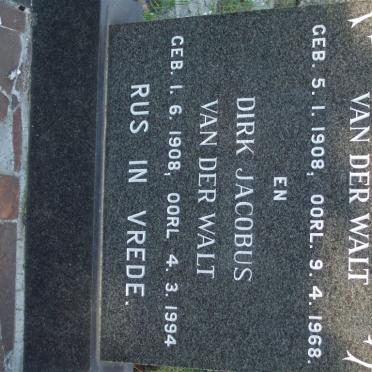 VAN DER WALT
GEB. 5. 1. 1908, OORL. 9. 4. 1968.
EN
DIRK JACOBUS
VAN DER WALT
GEB. 1. 6. 1908, OORL 4. 3. 1994
RUS IN VREDE.